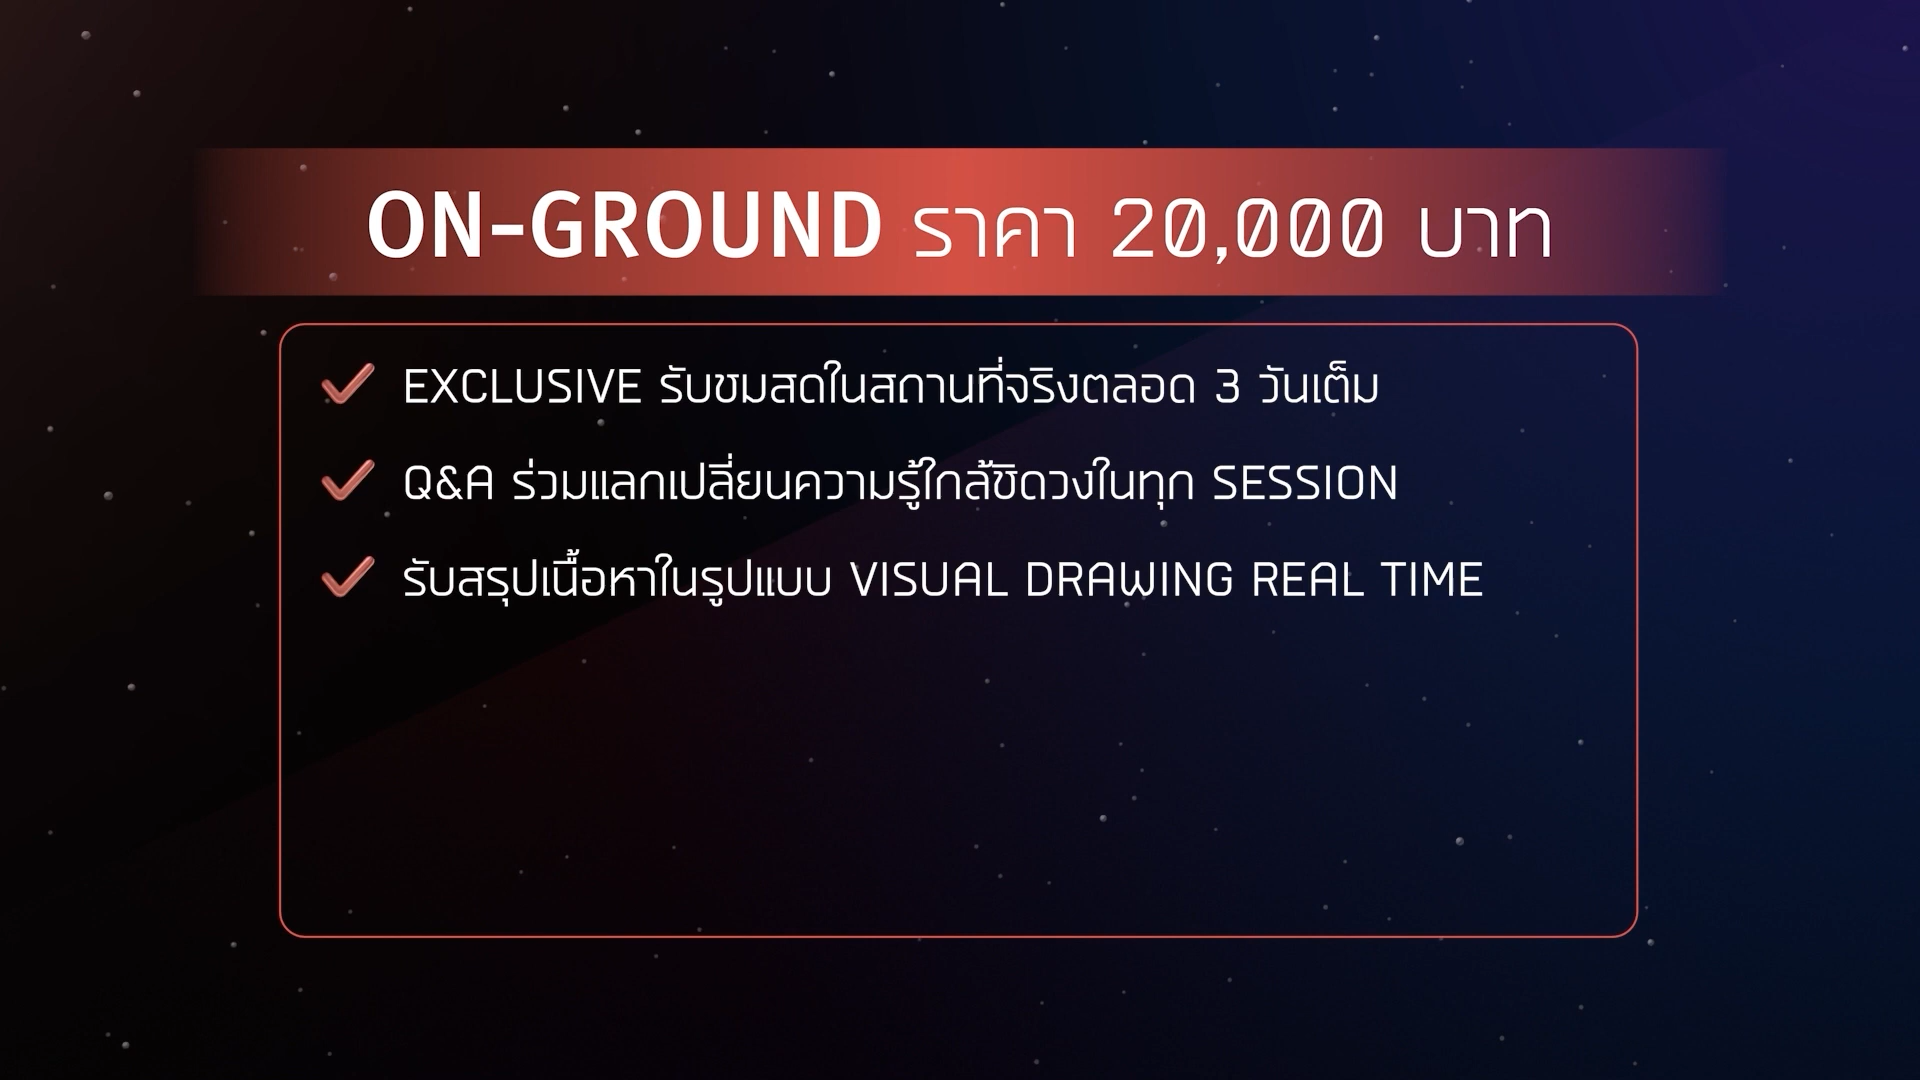 ON-GROUND ราคา 20,000 บาท
EXCLUSIVE รับชมสดในสถานที่จริงตลอด 3 วันเต็ม
Q&A ร่วมแลกเปลี่ยนความรู้ใกล้ชิดวงในทุก SESSION
รับสรุปเนื้อหาในรูปแบบ VISUAL DRAWING REAL TIME